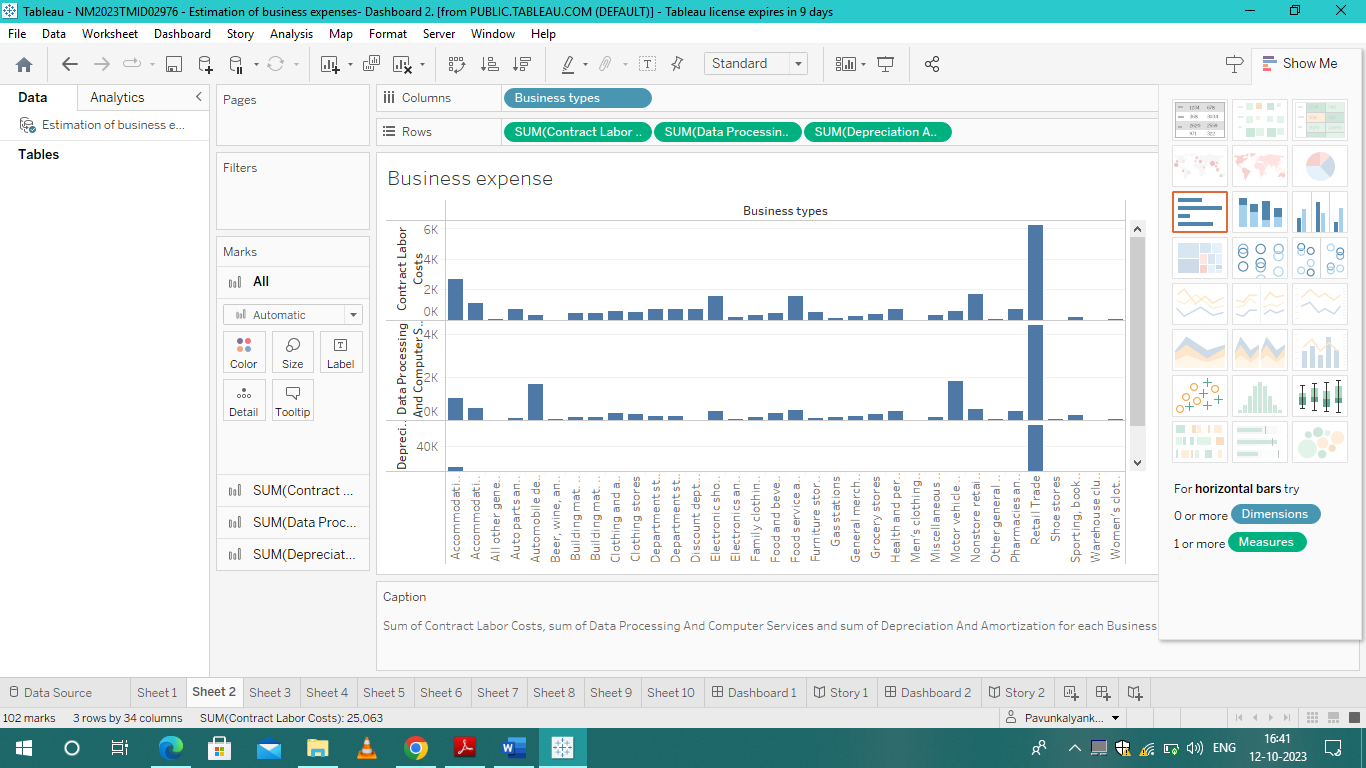 Tableau - NM2023TMID02976 - Estimation of business expenses- Dashboard 2. [from PUBLIC.TABLEAU.COM (DEFAULT)] - Tableau license expires in 9 days
File Data Worksheet Dashboard Story Analysis Map Format Server Window Help
Standard
Show Me
Data Analytics
Estimation of business e...
Tables
Pages
Filters
Marks
All
Automatic
Color Size Label
Detail Tooltip
SUM(Contract ...
SUM(Data Proc...
SUM(Depreciat...
Columns Business types
Rows SUM(Contract Labor .. SUM(Data Processin.. SUM(Depreciation A..
Business expense
Business types
Contract Labor
Costs
6K
4K
2K
0K
Data Processing
And Computer S..
4K
2K
0K
Depreci..
40K
Accommodati..
Accommodati..
All other gene..
Auto parts an..
Automobile de..
Beer, wine, an..
Building mat..
Building mat..
Clothing and a..
Clothing stores
Department st..
Department st..
Discount dept..
Electronic sho..
Electronics an..
Family clothin..
Food and beve..
Food service a..
Furniture stor..
Gas stations
General merch..
Grocery stores
Health and per..
Men's clothing..
Miscellaneous ..
Motor vehicle ..
Nonstore retai..
Other general ..
Pharmacies an..
Retail Trade
Shoe stores
Sporting, book..
Warehouse clu..
Women's clot..
Caption
Sum of Contract Labor Costs, sum of Data Processing And Computer Services and sum of Depreciation And Amortization for each Business
For horizontal bars try
0 or more Dimensions
1 or more Measures
Data Source Sheet 1 Sheet 2 Sheet 3 Sheet 4 Sheet 5 Sheet 6 Sheet 7 Sheet 8 Sheet 9 Sheet 10 Dashboard 1 Story 1 Dashboard 2 Story 2
102 marks 3 rows by 34 columns SUM(Contract Labor Costs): 25,063
Pavunkalyank...
ENG
16:41
12-10-2023